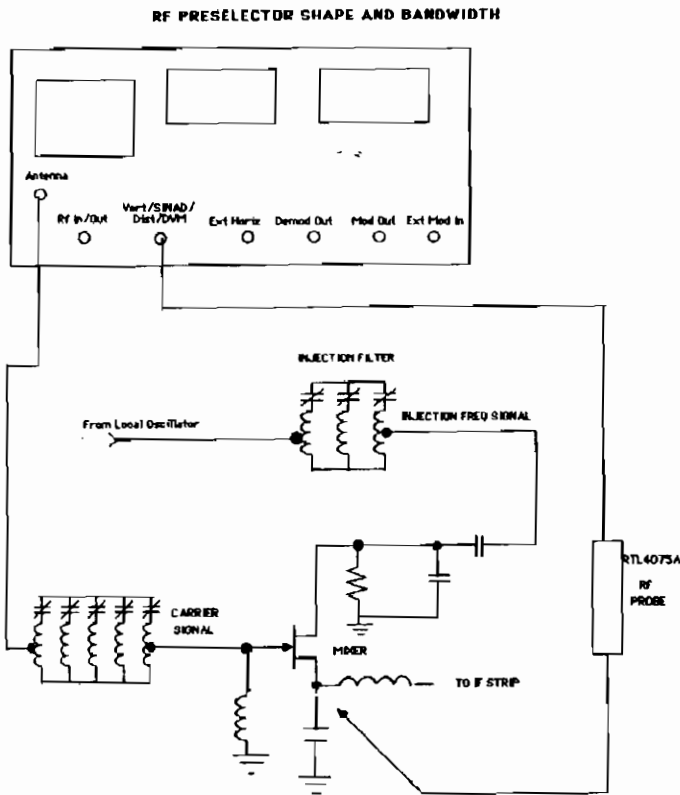 RF PRESELECTOR SHAPE AND BANDWIDTH
Antenna
Rf In/Out
Vert/SINAD/
Dist/DVM
Ext Horiz
Demod Out
Mod Out
Ext Mod In
INJECTION FILTER
From Local Oscillator
INJECTION FREQ SIGNAL
RTL4075A
RF
PROBE
CARRIER
SIGNAL
MIXER
TO IF STRIP